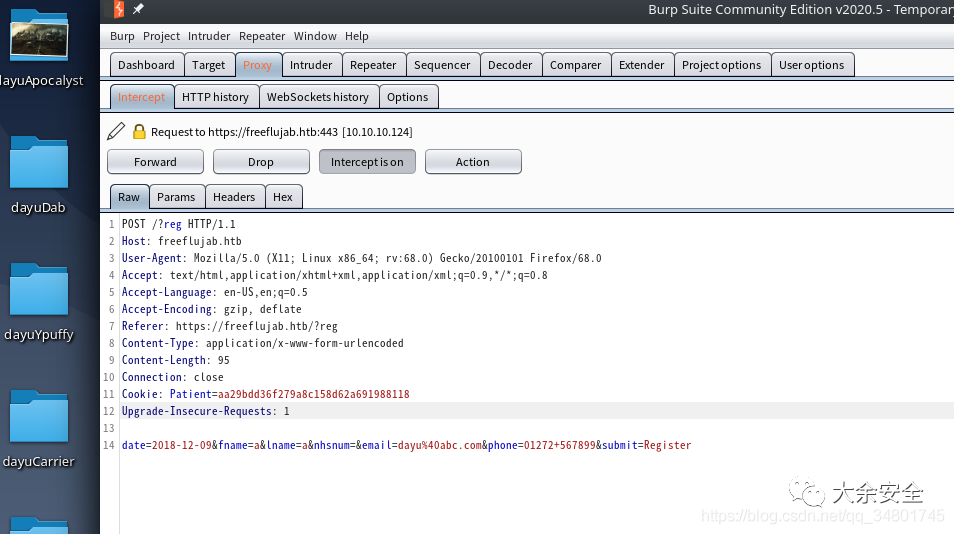 Burp Suite Community Edition v2020.5 - Temporary
Burp Project Intruder Repeater Window Help
Dashboard Target Proxy Intruder Repeater Sequencer Decoder Comparer Extender Project options User options
Intercept HTTP history WebSockets history Options
Request to https://freeflujab.htb:443 [10.10.10.124]
Forward Drop Intercept is on Action
Raw Params Headers Hex
1 POST /?reg HTTP/1.1
2 Host: freeflujab.htb
3 User-Agent: Mozilla/5.0 (X11; Linux x86_64; rv:68.0) Gecko/20100101 Firefox/68.0
4 Accept: text/html,application/xhtml+xml,application/xml;q=0.9,*/*;q=0.8
5 Accept-Language: en-US,en;q=0.5
6 Accept-Encoding: gzip, deflate
7 Referer: https://freeflujab.htb/?reg
8 Content-Type: application/x-www-form-urlencoded
9 Content-Length: 95
10 Connection: close
11 Cookie: Patient=aa29bdd36f279a8c158d62a691988118
12 Upgrade-Insecure-Requests: 1
13
14 date=2018-12-09&fname=a&lname=a&nhsnum=&email=dayu%40abc.com&phone=01272+567899&submit=Register
dayuApocalyst
dayuDab
dayuYpuffy
dayuCarrier
大余安全
https://blog.csdn.net/qq_34801745